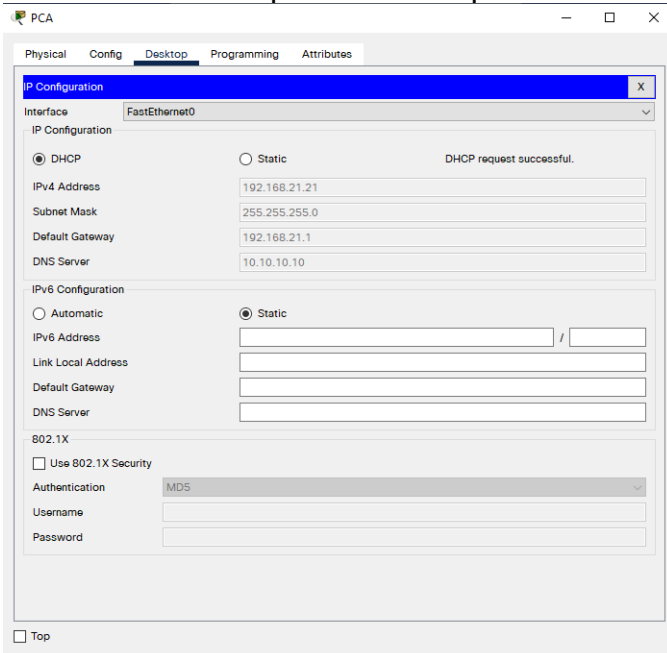 PCA
Physical Config Desktop Programming Attributes
IP Configuration X
Interface FastEthernet0
IP Configuration
DHCP Static DHCP request successful.
IPv4 Address 192.168.21.21
Subnet Mask 255.255.255.0
Default Gateway 192.168.21.1
DNS Server 10.10.10.10
IPv6 Configuration
Automatic Static
IPv6 Address /
Link Local Address
Default Gateway
DNS Server
802.1X
Use 802.1X Security
Authentication MD5
Username
Password
Top